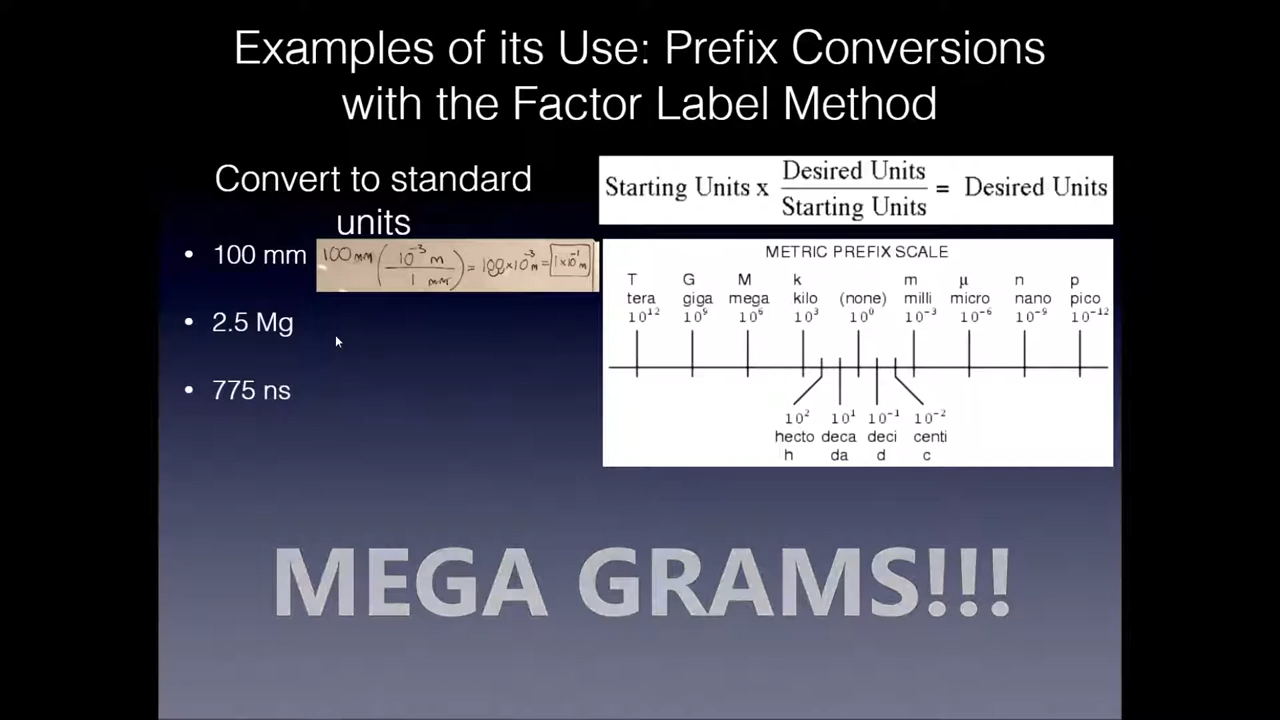 Examples of its Use: Prefix Conversions
with the Factor Label Method
Convert to standard
units
• 100 mm
100 mm (10⁻³ m / 1 mm) = 100 × 10⁻³ m = 1×10⁻¹ m
• 2.5 Mg
• 775 ns
Starting Units x Desired Units / Starting Units = Desired Units
METRIC PREFIX SCALE
T G M k m μ n p
tera giga mega kilo (none) milli micro nano pico
10¹² 10⁹ 10⁶ 10³ 10⁰ 10⁻³ 10⁻⁶ 10⁻⁹ 10⁻¹²
10² 10¹ 10⁻¹ 10⁻²
hecto deca deci centi
h da d c
MEGA GRAMS!!!